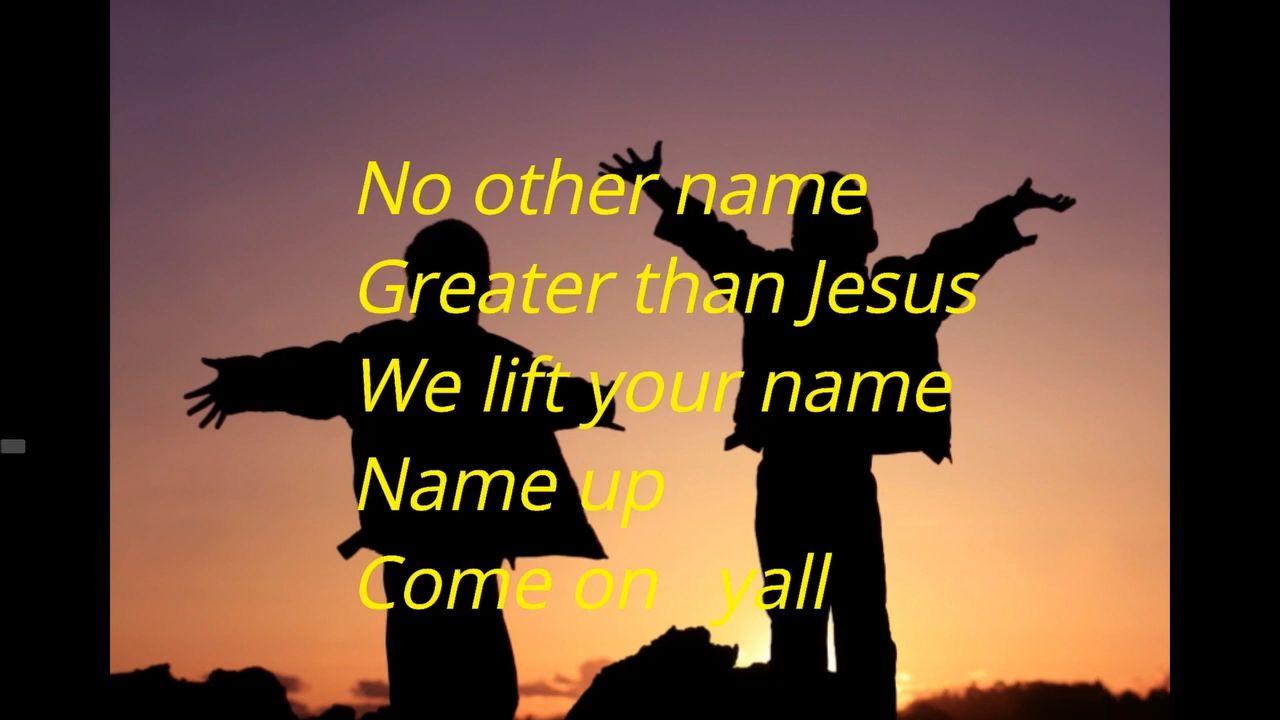 No other name
Greater than Jesus
We lift your name
Name up
Come on yall